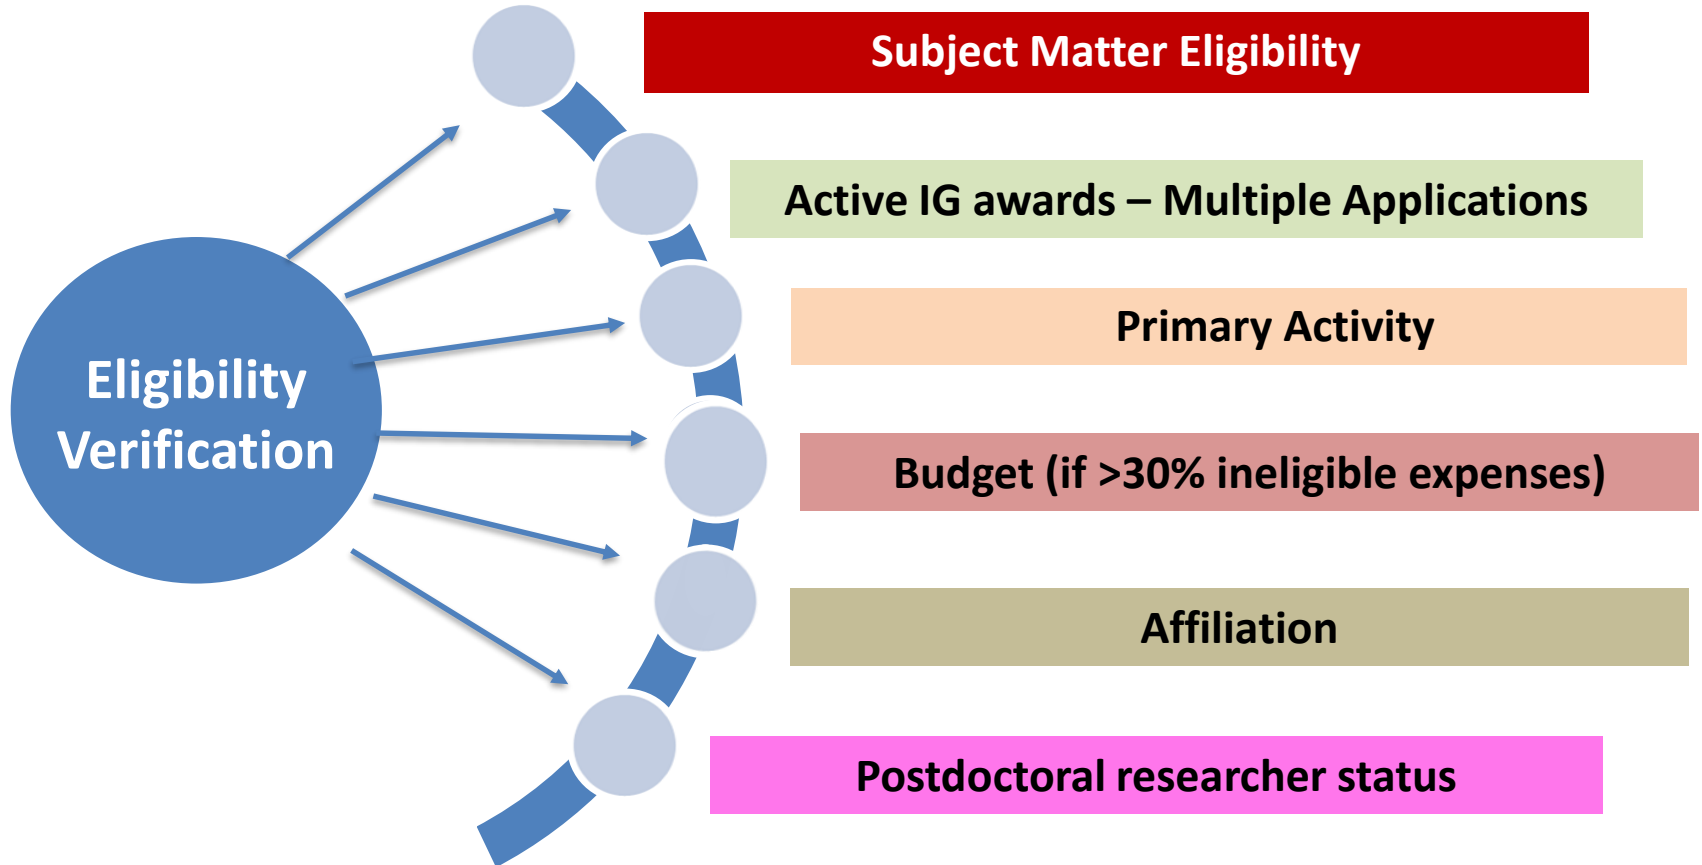 Subject Matter Eligibility
Active IG awards – Multiple Applications
Primary Activity
Eligibility
Verification
Budget (if >30% ineligible expenses)
Affiliation
Postdoctoral researcher status